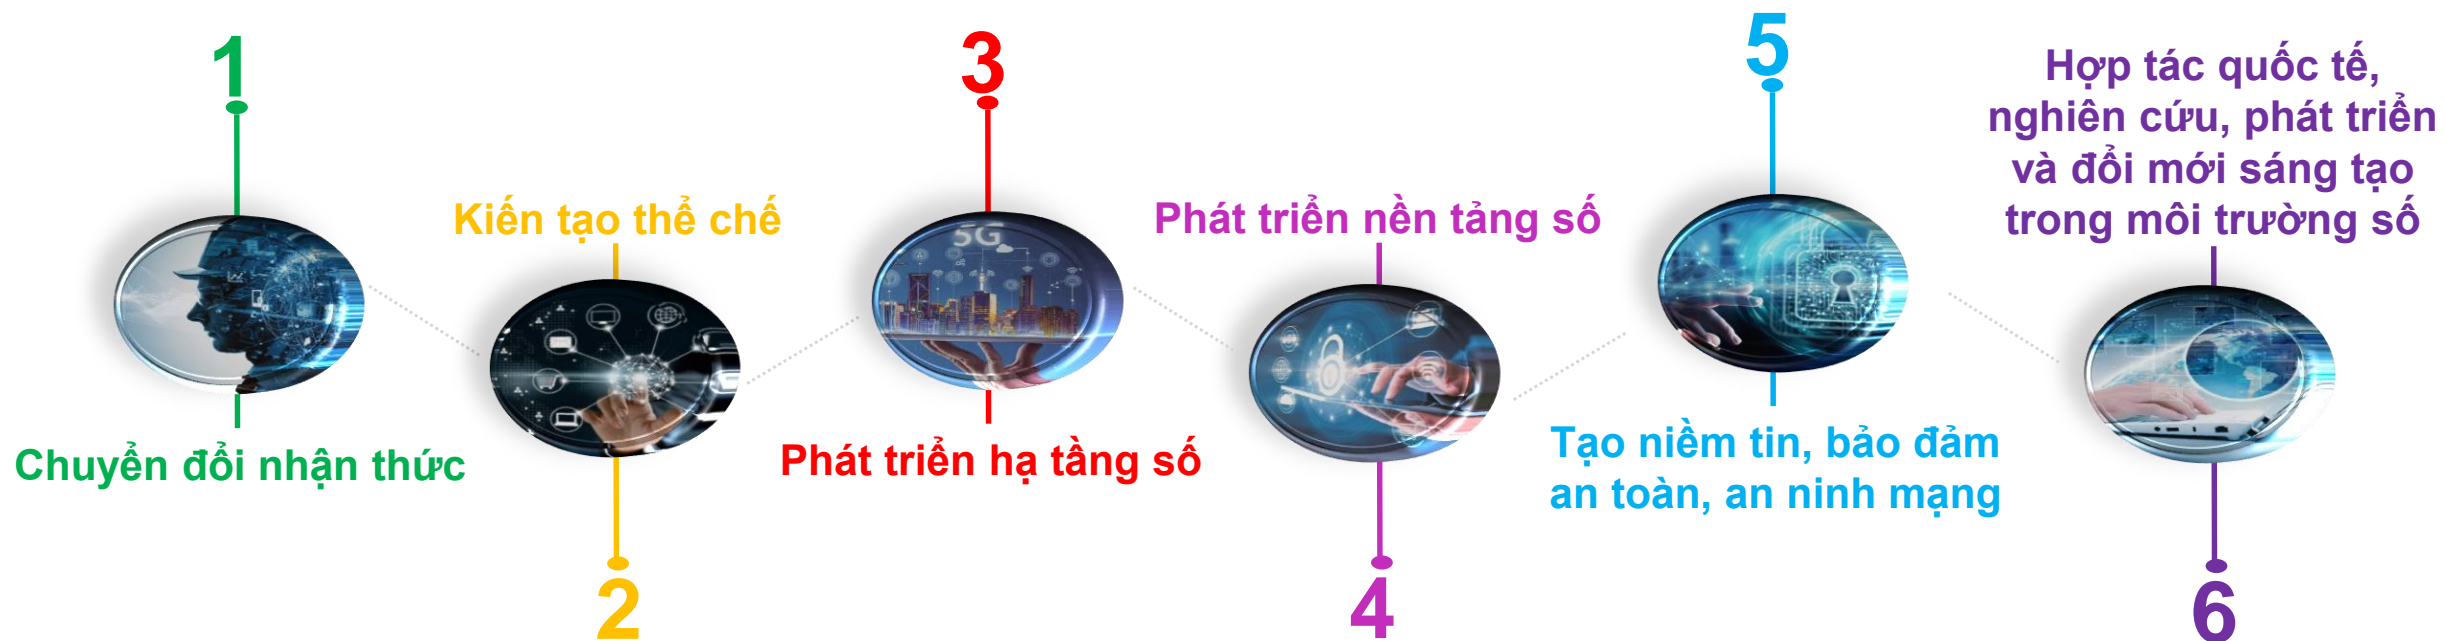 1
Chuyển đổi nhận thức
2
Kiến tạo thể chế
3
5G
Phát triển hạ tầng số
4
Phát triển nền tảng số
5
Tạo niềm tin, bảo đảm
an toàn, an ninh mạng
6
Hợp tác quốc tế,
nghiên cứu, phát triển
và đổi mới sáng tạo
trong môi trường số